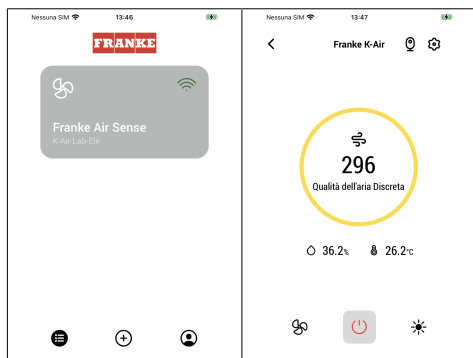 Nessuna SIM
13:46
FRANKE
Franke Air Sense
K-Air Lab-Ele
Nessuna SIM
13:47
Franke K-Air
296
Qualità dell'aria Discreta
36.2%
26.2°C